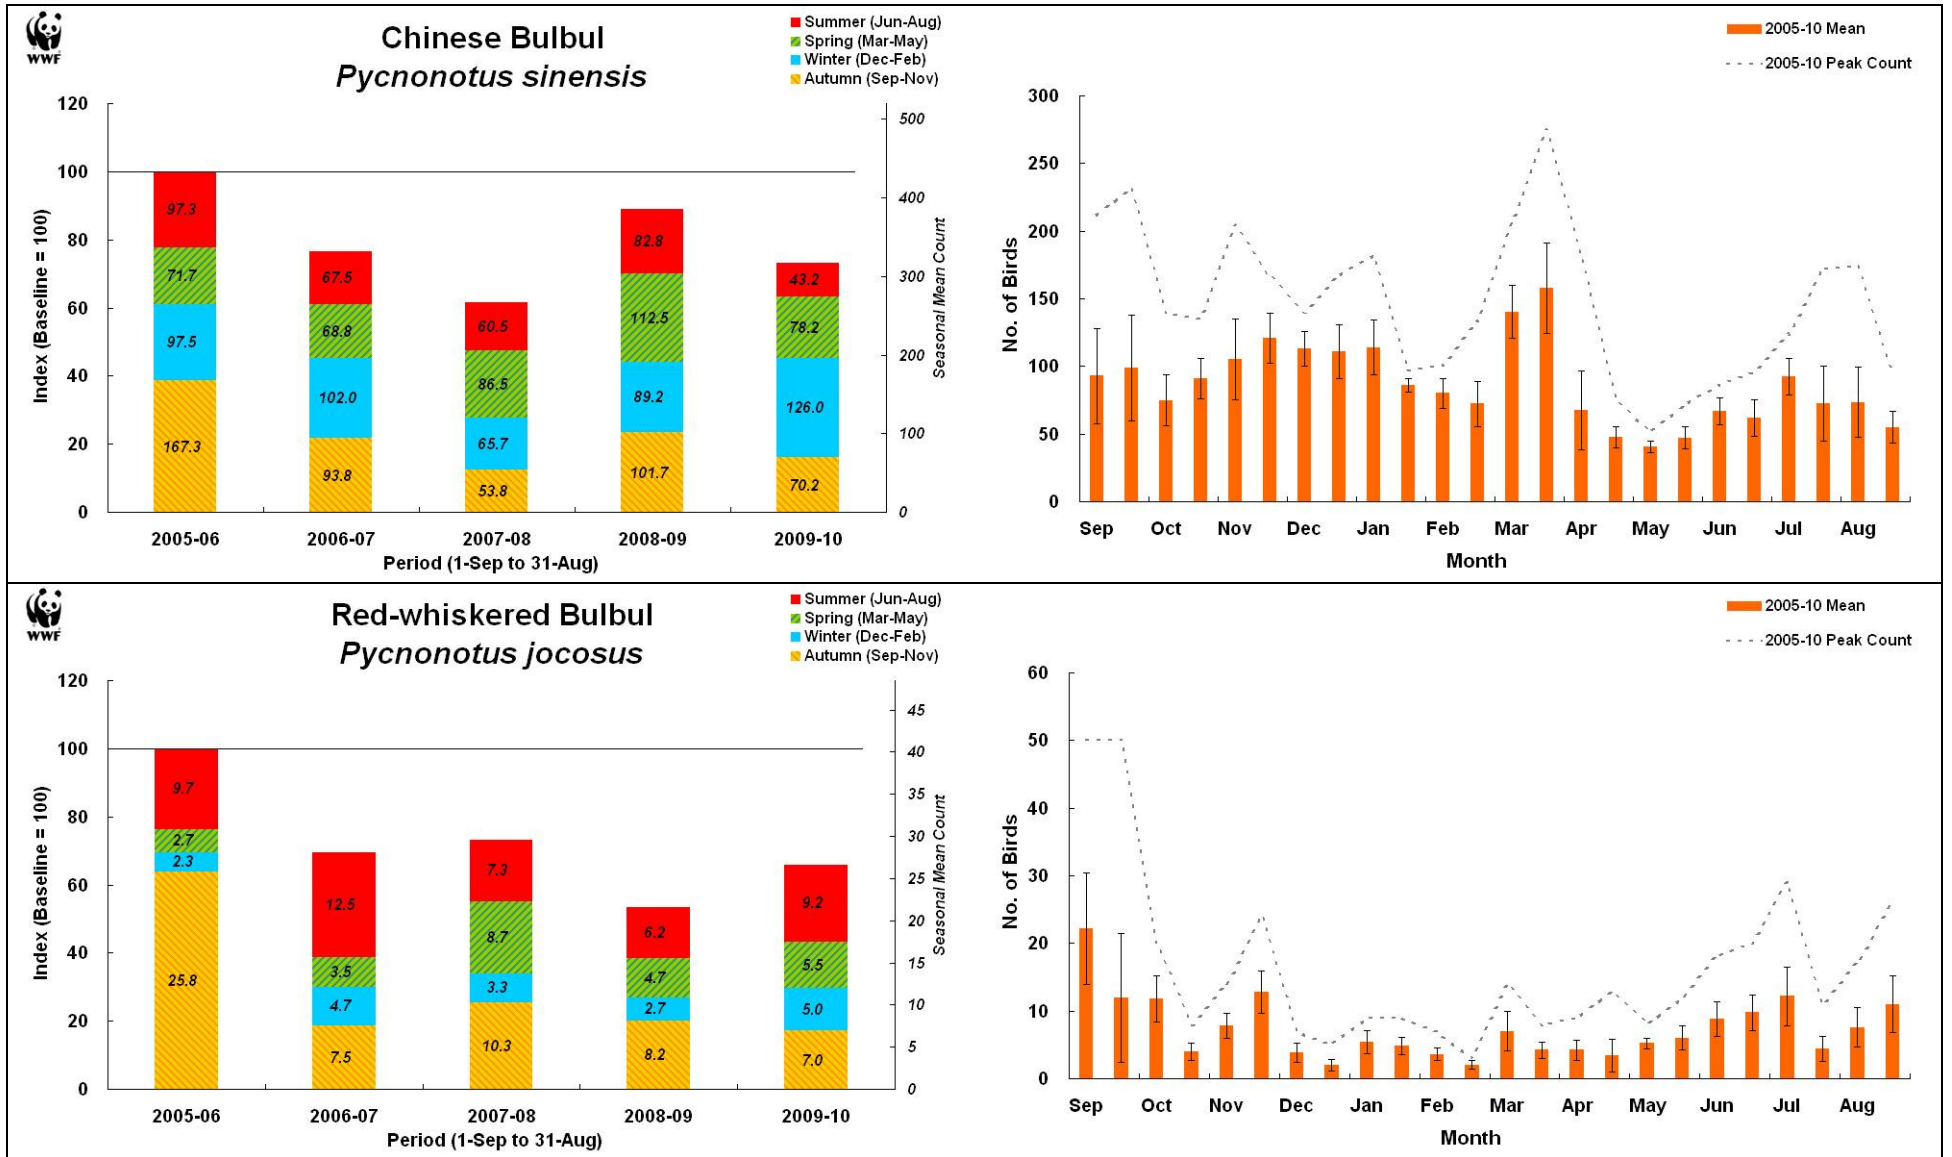 WWF
Chinese Bulbul
Pycnonotus sinensis
Summer (Jun-Aug)
Spring (Mar-May)
Winter (Dec-Feb)
Autumn (Sep-Nov)
Index (Baseline = 100)
120
100
80
60
40
20
0
97.3
71.7
97.5
167.3
67.5
68.8
102.0
93.8
60.5
86.5
65.7
53.8
82.8
112.5
89.2
101.7
43.2
78.2
126.0
70.2
500
400
300
200
100
0
Seasonal Mean Count
2005-06 2006-07 2007-08 2008-09 2009-10
Period (1-Sep to 31-Aug)
2005-10 Mean
2005-10 Peak Count
No. of Birds
300
250
200
150
100
50
0
Sep Oct Nov Dec Jan Feb Mar Apr May Jun Jul Aug
Month
WWF
Red-whiskered Bulbul
Pycnonotus jocosus
Summer (Jun-Aug)
Spring (Mar-May)
Winter (Dec-Feb)
Autumn (Sep-Nov)
Index (Baseline = 100)
120
100
80
60
40
20
0
9.7
2.7
2.3
25.8
12.5
3.5
4.7
7.5
7.3
8.7
3.3
10.3
6.2
4.7
2.7
8.2
9.2
5.5
5.0
7.0
45
40
35
30
25
20
15
10
5
0
Seasonal Mean Count
2005-06 2006-07 2007-08 2008-09 2009-10
Period (1-Sep to 31-Aug)
2005-10 Mean
2005-10 Peak Count
No. of Birds
60
50
40
30
20
10
0
Sep Oct Nov Dec Jan Feb Mar Apr May Jun Jul Aug
Month